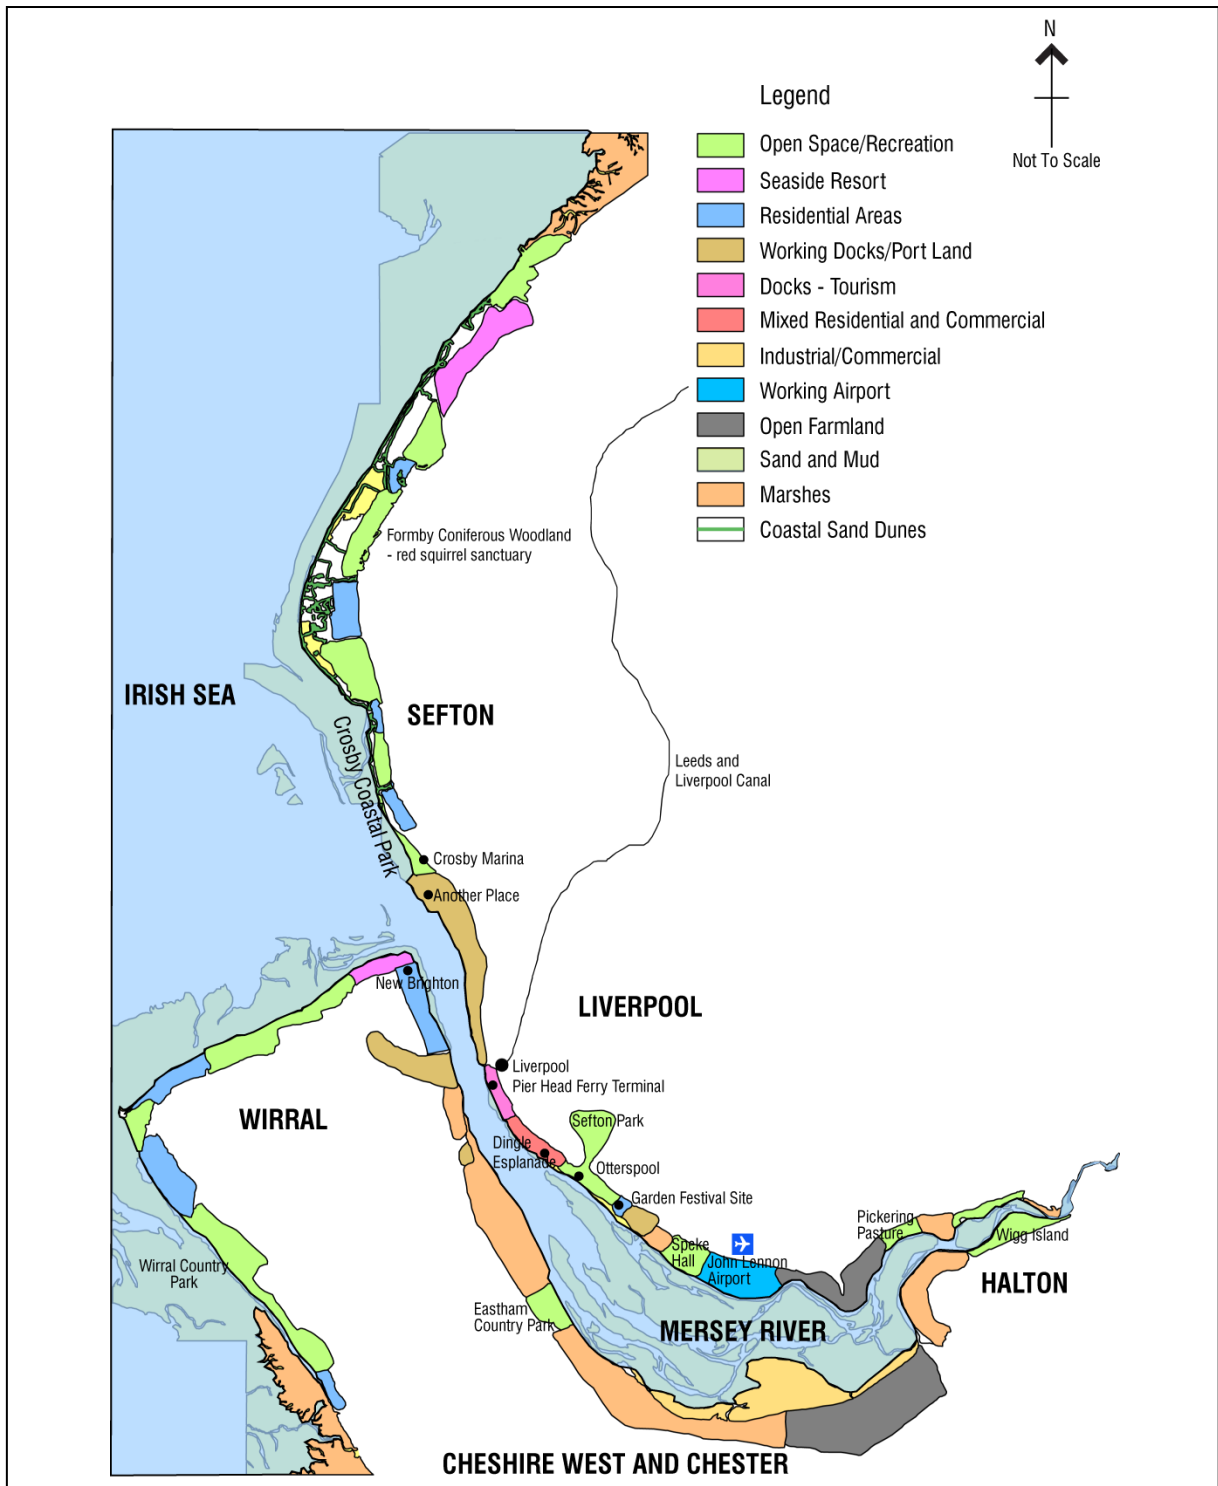 N
Not To Scale
Legend
Open Space/Recreation
Seaside Resort
Residential Areas
Working Docks/Port Land
Docks - Tourism
Mixed Residential and Commercial
Industrial/Commercial
Working Airport
Open Farmland
Sand and Mud
Marshes
Coastal Sand Dunes
Formby Coniferous Woodland
- red squirrel sanctuary
IRISH SEA
SEFTON
Crosby Coastal Park
Leeds and
Liverpool Canal
Crosby Marina
Another Place
New Brighton
LIVERPOOL
Liverpool
Pier Head Ferry Terminal
WIRRAL
Sefton Park
Dingle
Esplanade
Otterspool
Garden Festival Site
Pickering
Pasture
Wigg Island
Speke
Hall
John Lennon
Airport
Wirral Country
Park
HALTON
Eastham
Country Park
MERSEY RIVER
CHESHIRE WEST AND CHESTER